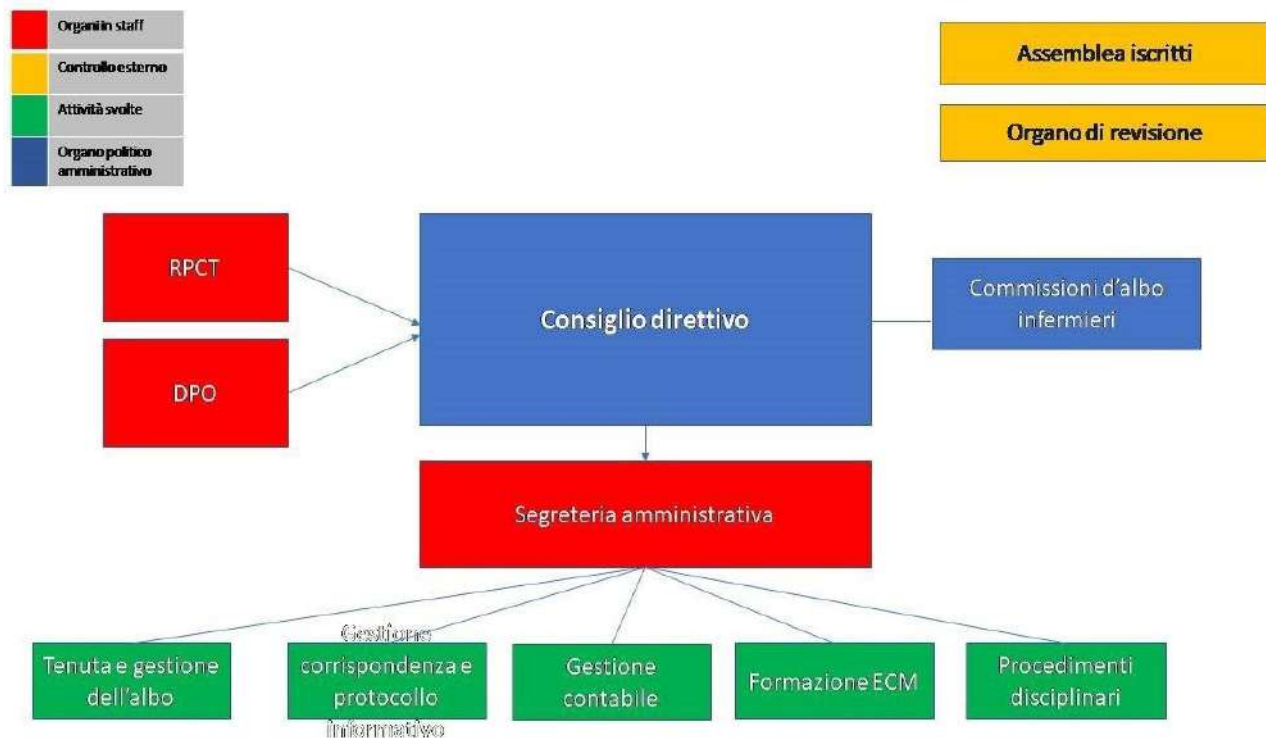 Organi in staff
Controllo esterno
Attività svolte
Organo politico
amministrativo
Assemblea iscritti
Organo di revisione
RPCT
DPO
Consiglio direttivo
Commissioni d'albo
infermieri
Segreteria amministrativa
Tenuta e gestione
dell'albo
Gestione
corrispondenza e
protocollo
informativo
Gestione
contabile
Formazione ECM
Procedimenti
disciplinari